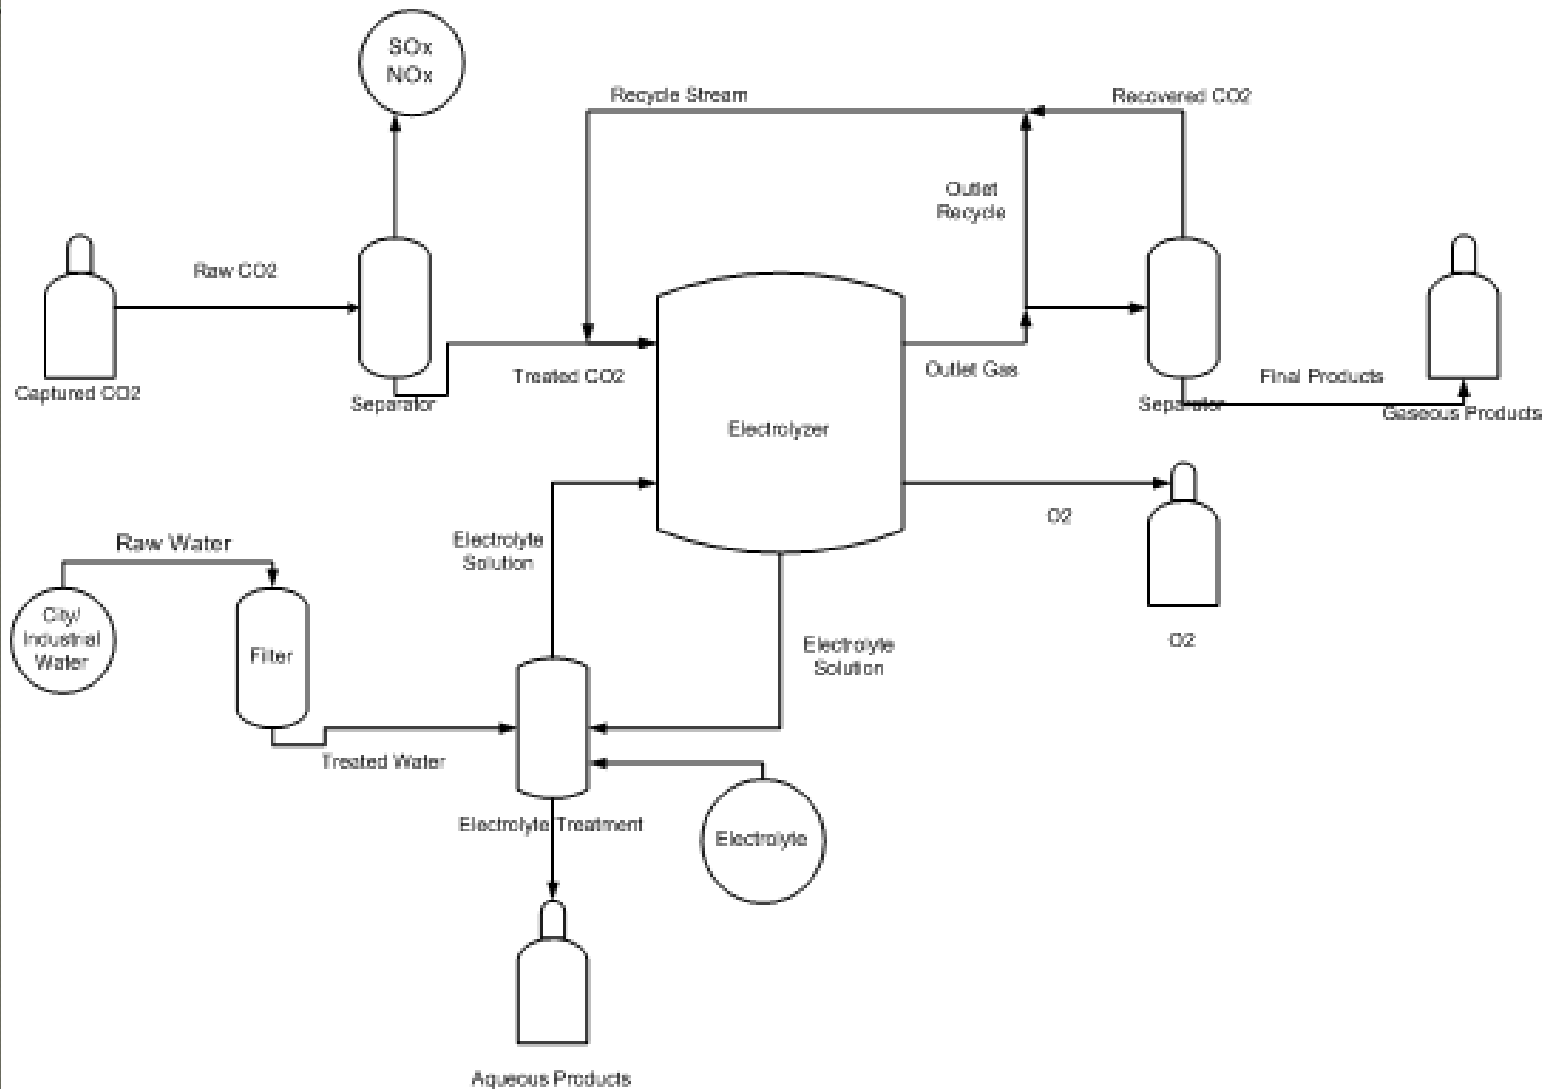 SOx
NOx
Recycle Stream
Recovered CO2
Outlet
Recycle
Raw CO2
Captured CO2
Separator
Treated CO2
Outlet Gas
Final Products
Separator
Gaseous Products
Electrolyzer
O2
O2
Raw Water
City/
Industrial
Water
Filter
Electrolyte
Solution
Electrolyte
Solution
Treated Water
Electrolyte Treatment
Electrolyte
Aqueous Products